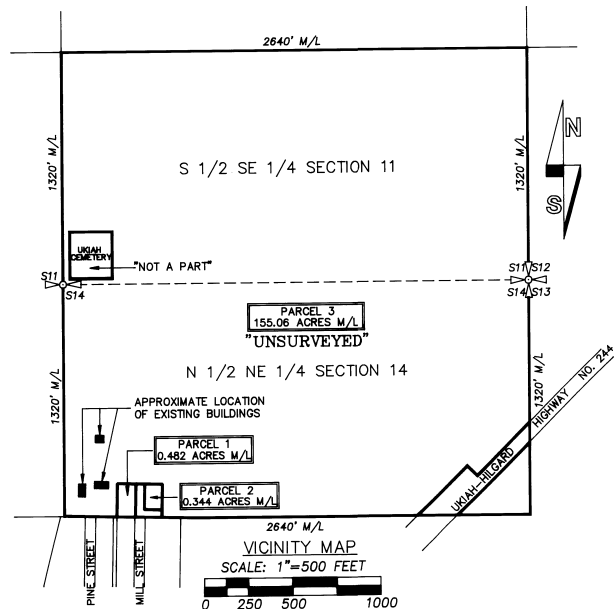 2640' M/L
1320' M/L
1320' M/L
N
S
S 1/2 SE 1/4 SECTION 11
UKIAH
CEMETERY
"NOT A PART"
S11
S14
S11
S12
S14
S13
PARCEL 3
155.06 ACRES M/L
"UNSURVEYED"
N 1/2 NE 1/4 SECTION 14
1320' M/L
1320' M/L
APPROXIMATE LOCATION
OF EXISTING BUILDINGS
PARCEL 1
0.482 ACRES M/L
PARCEL 2
0.344 ACRES M/L
UKIAH-HILGARD HIGHWAY NO. 244
2640' M/L
PINE STREET
MILL STREET
VICINITY MAP
SCALE: 1"=500 FEET
0 250 500 1000